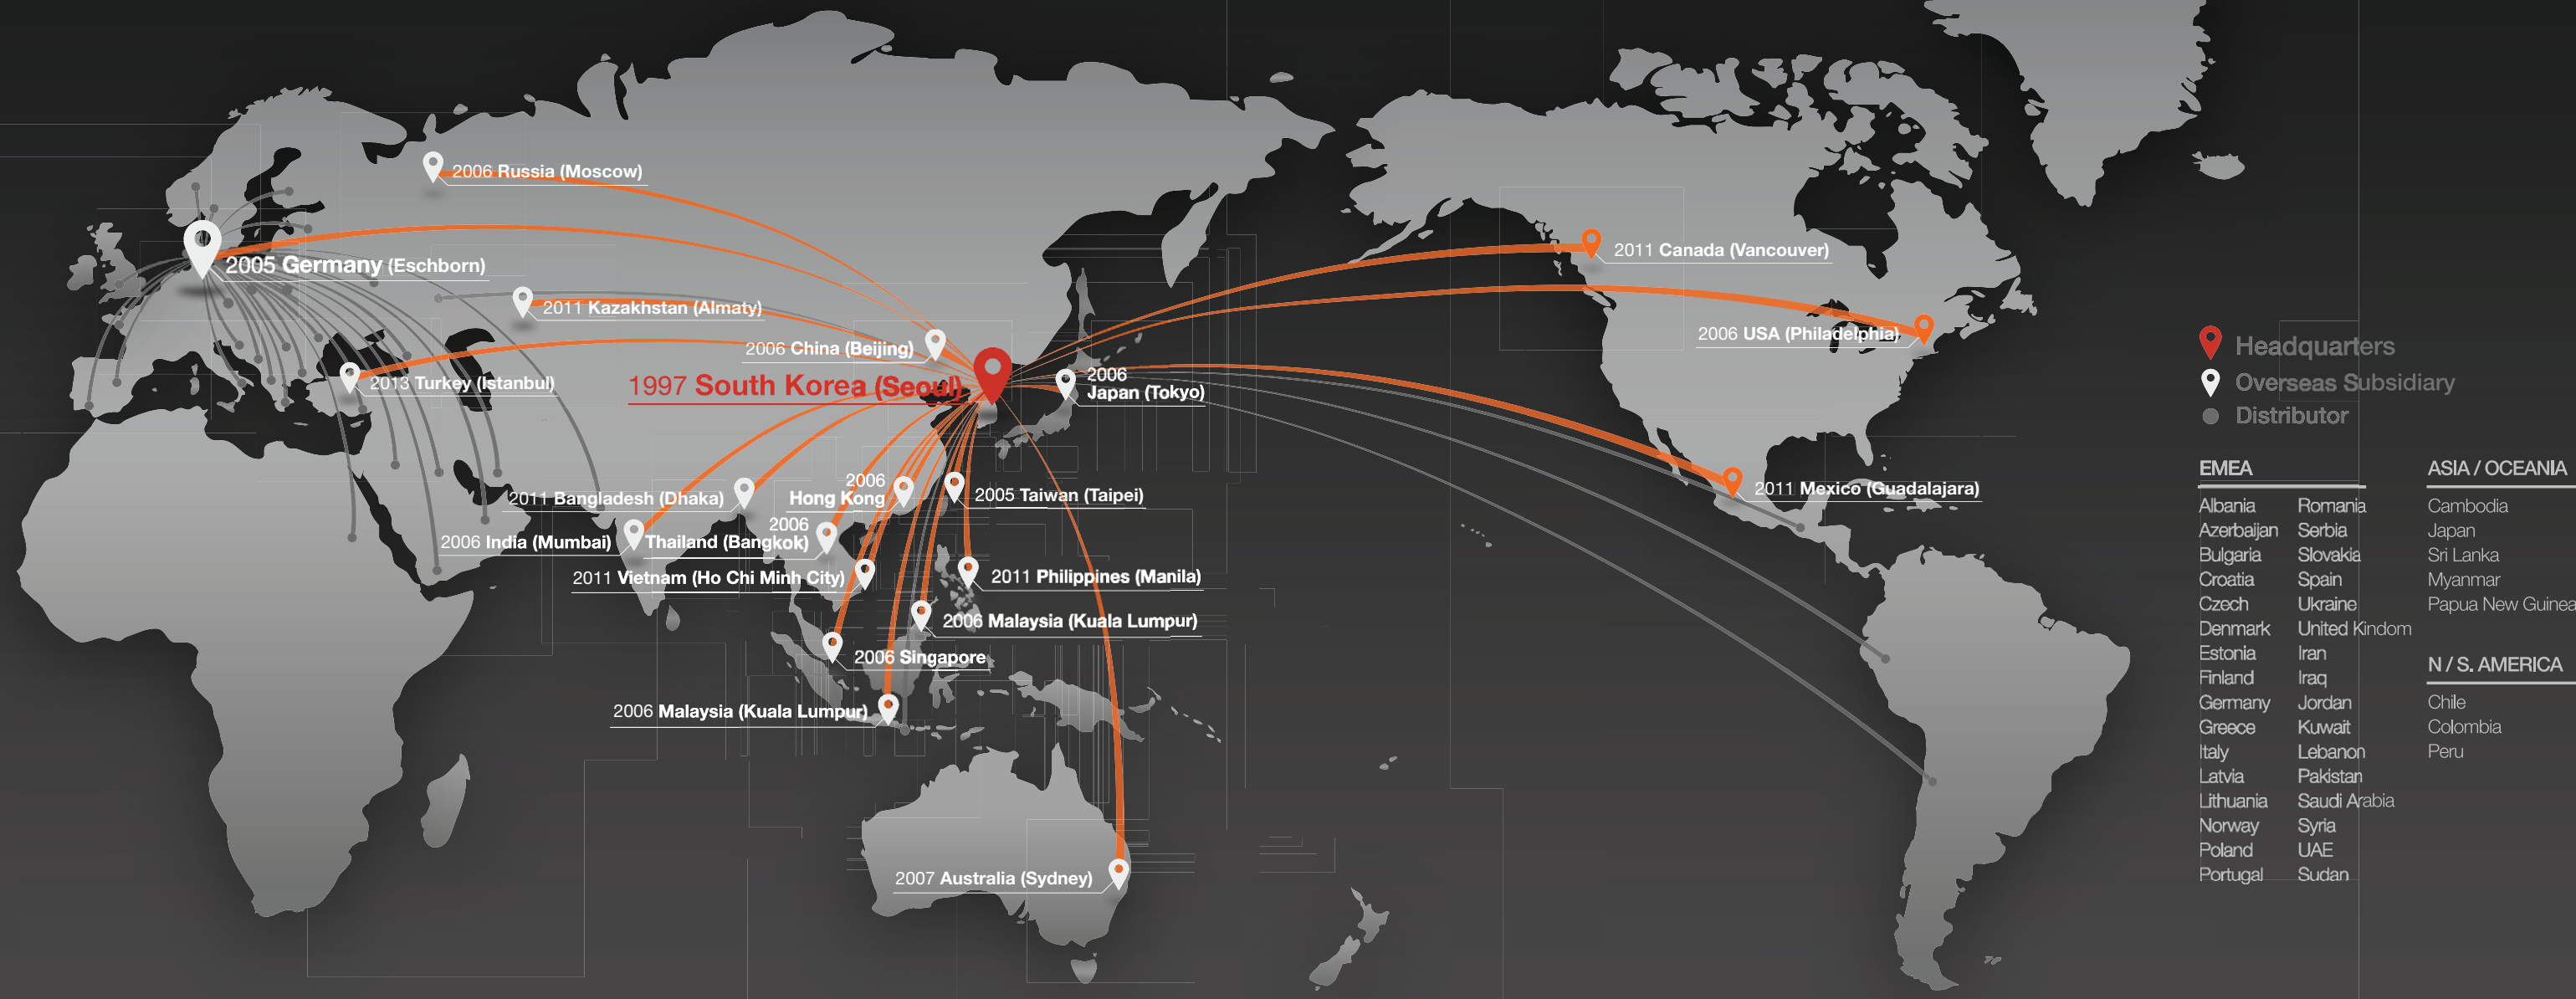 2006 Russia (Moscow)
2005 Germany (Eschborn)
2011 Kazakhstan (Almaty)
2006 China (Beijing)
2013 Turkey (Istanbul)
1997 South Korea (Seoul)
2006
Japan (Tokyo)
2011 Canada (Vancouver)
2006 USA (Philadelphia)
2011 Mexico (Guadalajara)
2011 Bangladesh (Dhaka)
2006
Hong Kong
2005 Taiwan (Taipei)
2006 India (Mumbai)
2006
Thailand (Bangkok)
2011 Vietnam (Ho Chi Minh City)
2011 Philippines (Manila)
2006 Malaysia (Kuala Lumpur)
2006 Singapore
2006 Malaysia (Kuala Lumpur)
2007 Australia (Sydney)
Headquarters
Overseas Subsidiary
Distributor
EMEA
Albania
Azerbaijan
Bulgaria
Croatia
Czech
Denmark
Estonia
Finland
Germany
Greece
Italy
Latvia
Lithuania
Norway
Poland
Portugal
Romania
Serbia
Slovakia
Spain
Ukraine
United Kindom
Iran
Iraq
Jordan
Kuwait
Lebanon
Pakistan
Saudi Arabia
Syria
UAE
Sudan
ASIA / OCEANIA
Cambodia
Japan
Sri Lanka
Myanmar
Papua New Guinea
N / S. AMERICA
Chile
Colombia
Peru